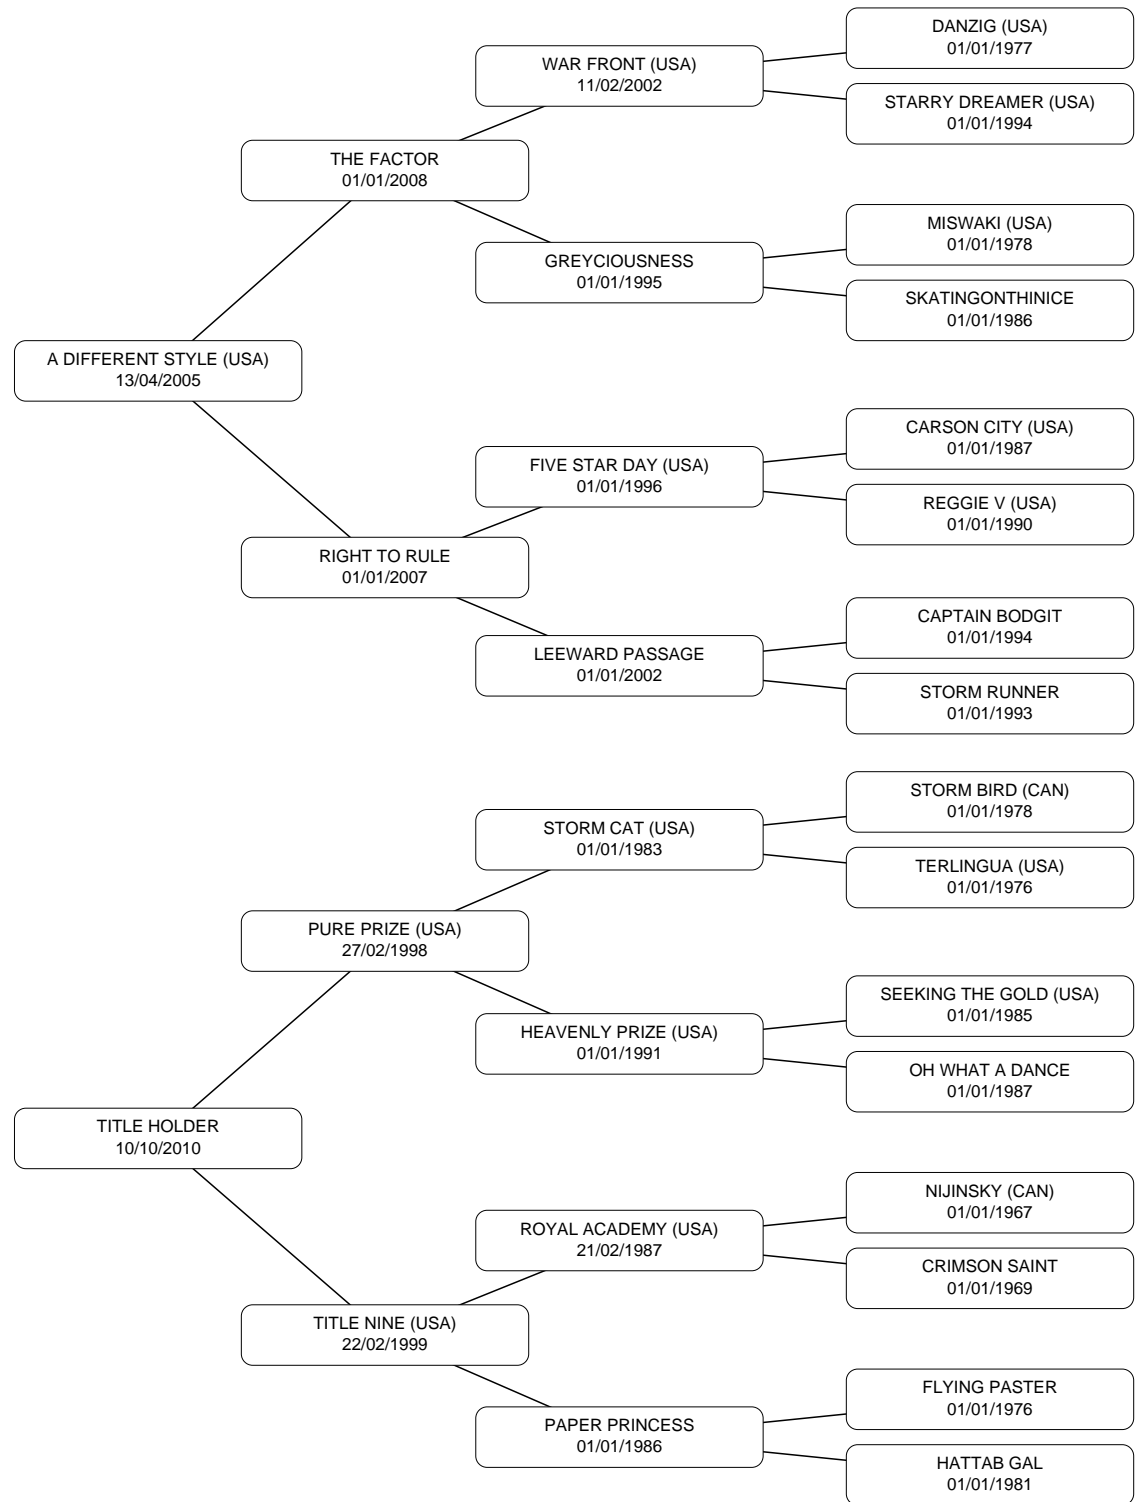 DANZIG (USA)
01/01/1977
WAR FRONT (USA)
11/02/2002
STARRY DREAMER (USA)
01/01/1994
THE FACTOR
01/01/2008
MISWAKI (USA)
01/01/1978
GREYCIOUSNESS
01/01/1995
SKATINGONTHINICE
01/01/1986
A DIFFERENT STYLE (USA)
13/04/2005
CARSON CITY (USA)
01/01/1987
FIVE STAR DAY (USA)
01/01/1996
REGGIE V (USA)
01/01/1990
RIGHT TO RULE
01/01/2007
CAPTAIN BODGIT
01/01/1994
LEEWARD PASSAGE
01/01/2002
STORM RUNNER
01/01/1993
STORM BIRD (CAN)
01/01/1978
STORM CAT (USA)
01/01/1983
TERLINGUA (USA)
01/01/1976
PURE PRIZE (USA)
27/02/1998
SEEKING THE GOLD (USA)
01/01/1985
HEAVENLY PRIZE (USA)
01/01/1991
OH WHAT A DANCE
01/01/1987
TITLE HOLDER
10/10/2010
NIJINSKY (CAN)
01/01/1967
ROYAL ACADEMY (USA)
21/02/1987
CRIMSON SAINT
01/01/1969
TITLE NINE (USA)
22/02/1999
FLYING PASTER
01/01/1976
PAPER PRINCESS
01/01/1986
HATTAB GAL
01/01/1981